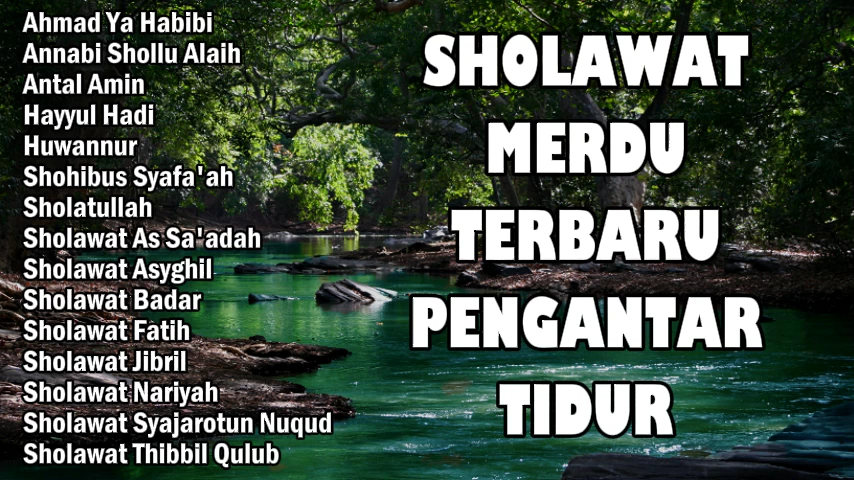 Ahmad Ya Habibi
Annabi Shollu Alaih
Antal Amin
Hayyul Hadi
Huwannur
Shohibus Syafa'ah
Sholatullah
Sholawat As Sa'adah
Sholawat Asyghil
Sholawat Badar
Sholawat Fatih
Sholawat Jibril
Sholawat Nariyah
Sholawat Syajarotun Nuqud
Sholawat Thibbil Qulub
SHOLAWAT
MERDU
TERBARU
PENGANTAR
TIDUR